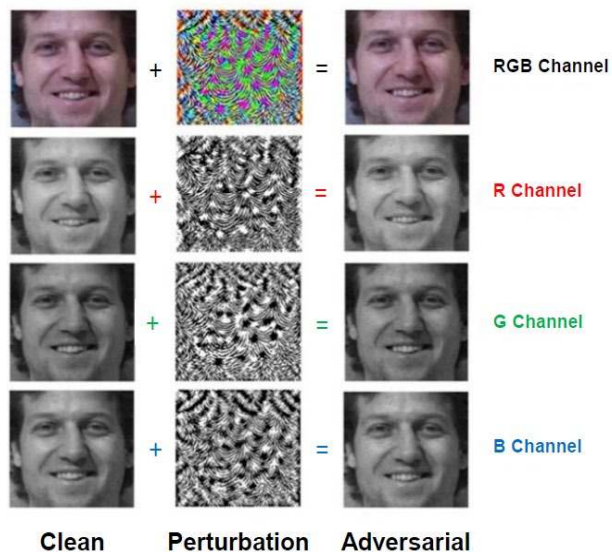 + = RGB Channel
+ = R Channel
+ = G Channel
+ = B Channel
Clean Perturbation Adversarial